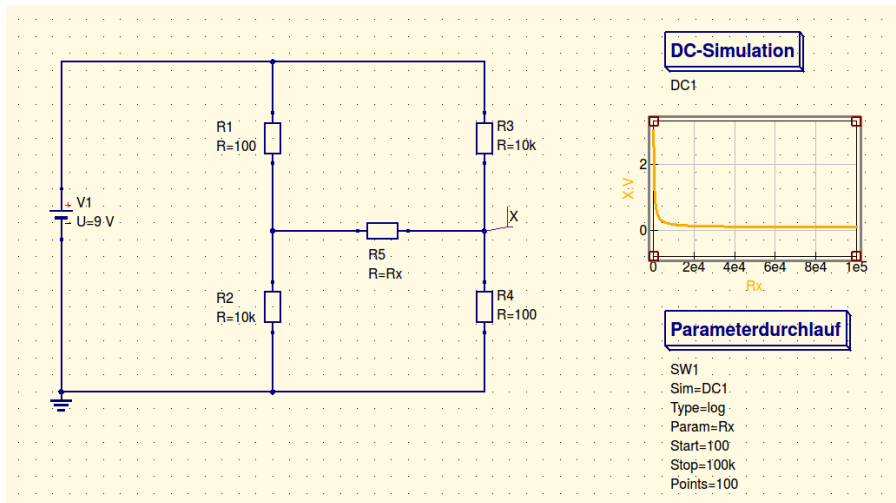 DC-Simulation
DC1
R1
R=100
R3
R=10k
V1
U=9 V
+
X
R5
R=Rx
R2
R=10k
R4
R=100
X.V
2
0
0 2e4 4e4 6e4 8e4 1e5
Rx
Parameterdurchlauf
SW1
Sim=DC1
Type=log
Param=Rx
Start=100
Stop=100k
Points=100